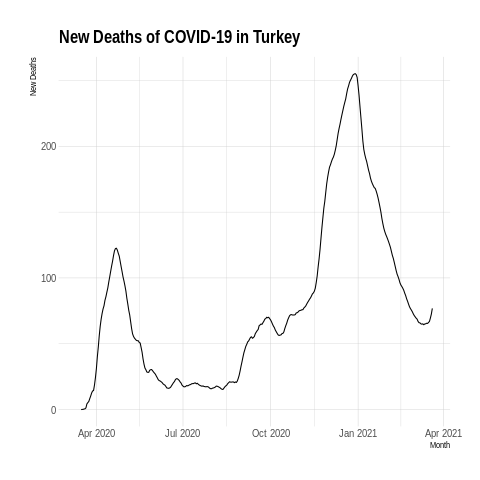 New Deaths of COVID-19 in Turkey
New Deaths
200
100
0
Apr 2020 Jul 2020 Oct 2020 Jan 2021 Apr 2021
Month